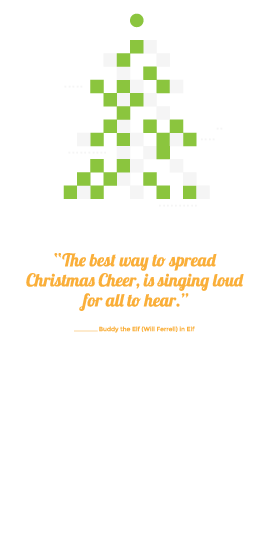 “The best way to spread
Christmas Cheer, is singing loud
for all to hear.”
________ Buddy the Elf (Will Ferrell) in Elf